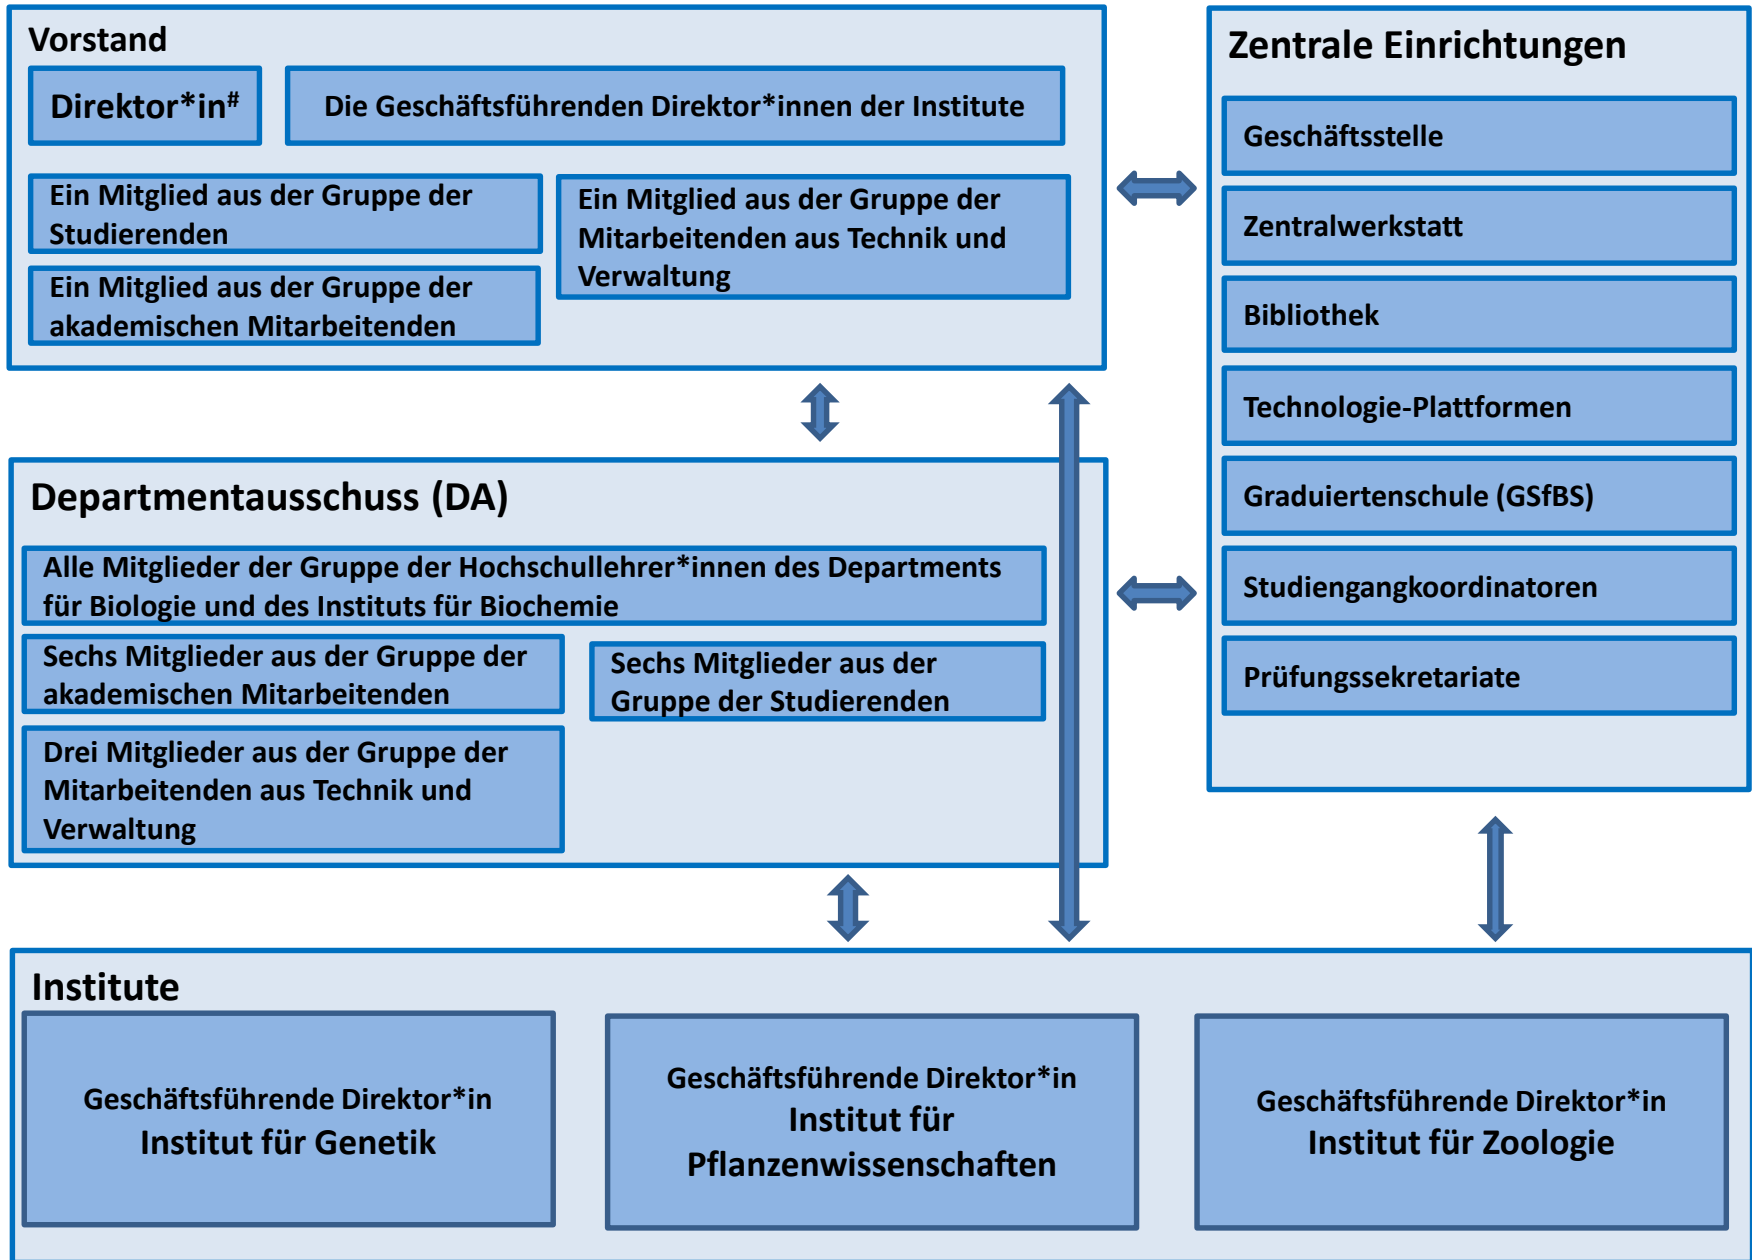 Vorstand
Direktor*in#
Die Geschäftsführenden Direktor*innen der Institute
Ein Mitglied aus der Gruppe der
Studierenden
Ein Mitglied aus der Gruppe der
akademischen Mitarbeitenden
Ein Mitglied aus der Gruppe der
Mitarbeitenden aus Technik und
Verwaltung
Zentrale Einrichtungen
Geschäftsstelle
Zentralwerkstatt
Bibliothek
Technologie-Plattformen
Graduiertenschule (GSfBS)
Studiengangkoordinatoren
Prüfungssekretariate
Departmentausschuss (DA)
Alle Mitglieder der Gruppe der Hochschullehrer*innen des Departments
für Biologie und des Instituts für Biochemie
Sechs Mitglieder aus der Gruppe der
akademischen Mitarbeitenden
Sechs Mitglieder aus der
Gruppe der Studierenden
Drei Mitglieder aus der Gruppe der
Mitarbeitenden aus Technik und
Verwaltung
Institute
Geschäftsführende Direktor*in
Institut für Genetik
Geschäftsführende Direktor*in
Institut für
Pflanzenwissenschaften
Geschäftsführende Direktor*in
Institut für Zoologie